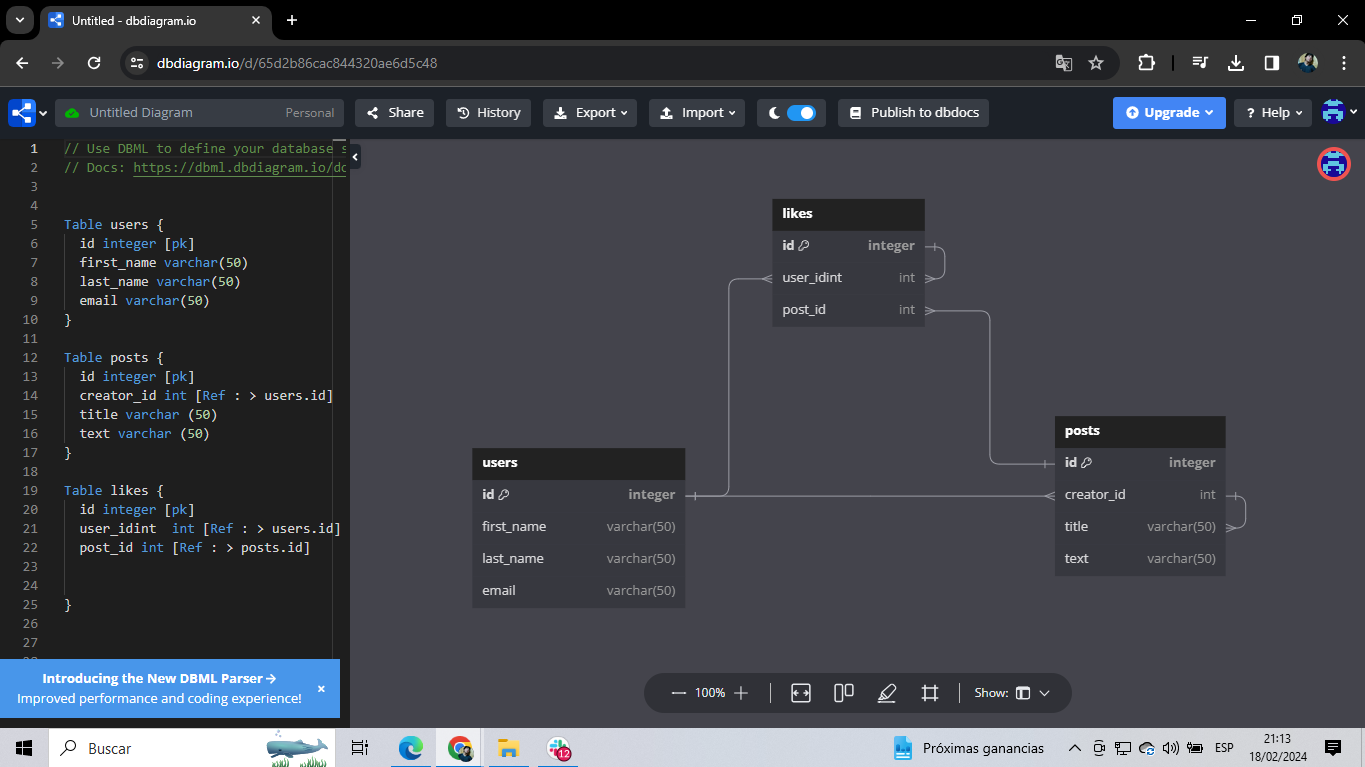 Untitled - dbdiagram.io
dbdiagram.io/d/65d2b86cac844320ae6d5c48
Untitled Diagram Personal Share History Export Import Publish to dbdocs Upgrade ? Help
1 // Use DBML to define your database s
2 // Docs: https://dbml.dbdiagram.io/do
3
4
5 Table users {
6 id integer [pk]
7 first_name varchar(50)
8 last_name varchar(50)
9 email varchar(50)
10 }
11
12 Table posts {
13 id integer [pk]
14 creator_id int [Ref : > users.id]
15 title varchar (50)
16 text varchar (50)
17 }
18
19 Table likes {
20 id integer [pk]
21 user_idint  int [Ref : > users.id]
22 post_id int [Ref : > posts.id]
23
24
25 }
26
27
Introducing the New DBML Parser →
Improved performance and coding experience!
likes
id integer
user_idint int
post_id int
users
id integer
first_name varchar(50)
last_name varchar(50)
email varchar(50)
posts
id integer
creator_id int
title varchar(50)
text varchar(50)
100% Show:
Buscar
12
Próximas ganancias
ESP
21:13
18/02/2024